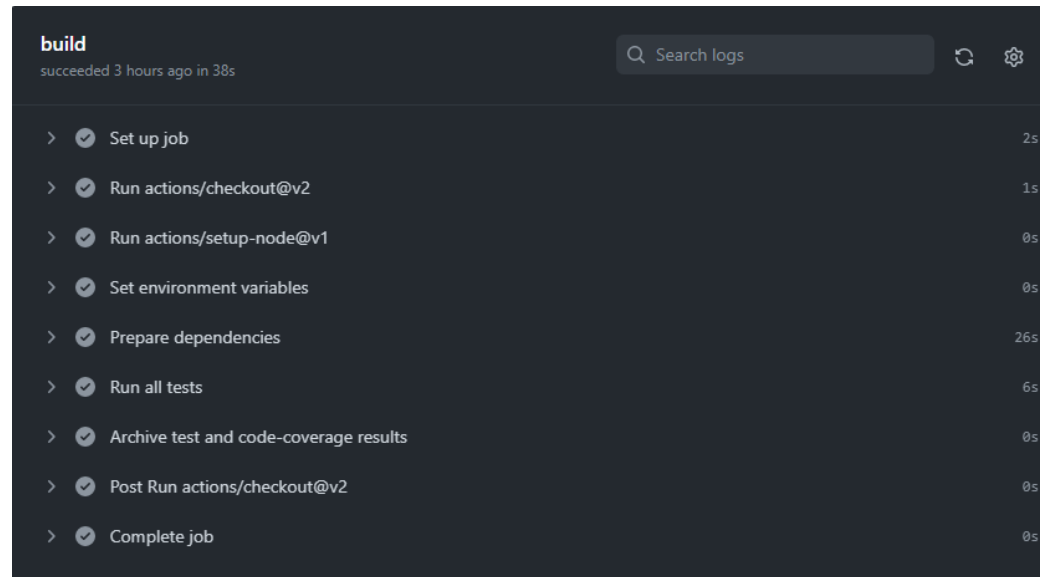 build
succeeded 3 hours ago in 38s
Search logs
Set up job 2s
Run actions/checkout@v2 1s
Run actions/setup-node@v1 0s
Set environment variables 0s
Prepare dependencies 26s
Run all tests 6s
Archive test and code-coverage results 0s
Post Run actions/checkout@v2 0s
Complete job 0s